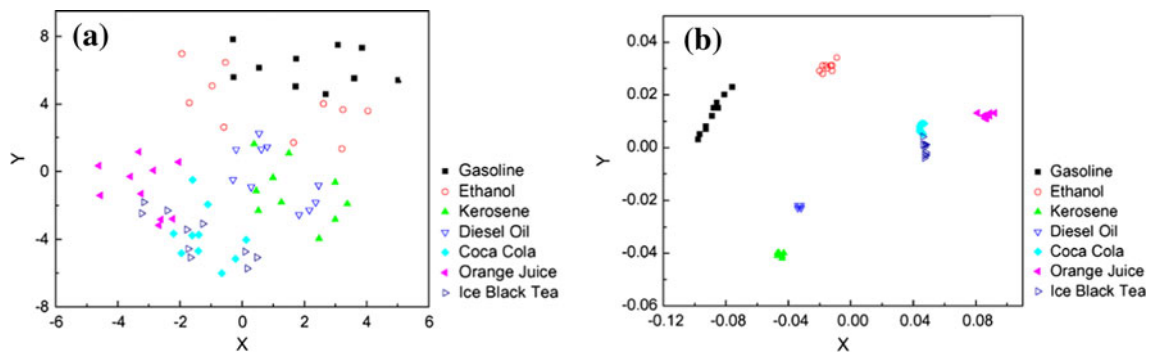 (a)
8
4
0
-4
-8
Y
-6
-4
-2
0
2
4
6
X
Gasoline
Ethanol
Kerosene
Diesel Oil
Coca Cola
Orange Juice
Ice Black Tea
(b)
0.04
0.02
0.00
-0.02
-0.04
-0.06
Y
-0.12
-0.08
-0.04
0.00
0.04
0.08
X
Gasoline
Ethanol
Kerosene
Diesel Oil
Coca Cola
Orange Juice
Ice Black Tea